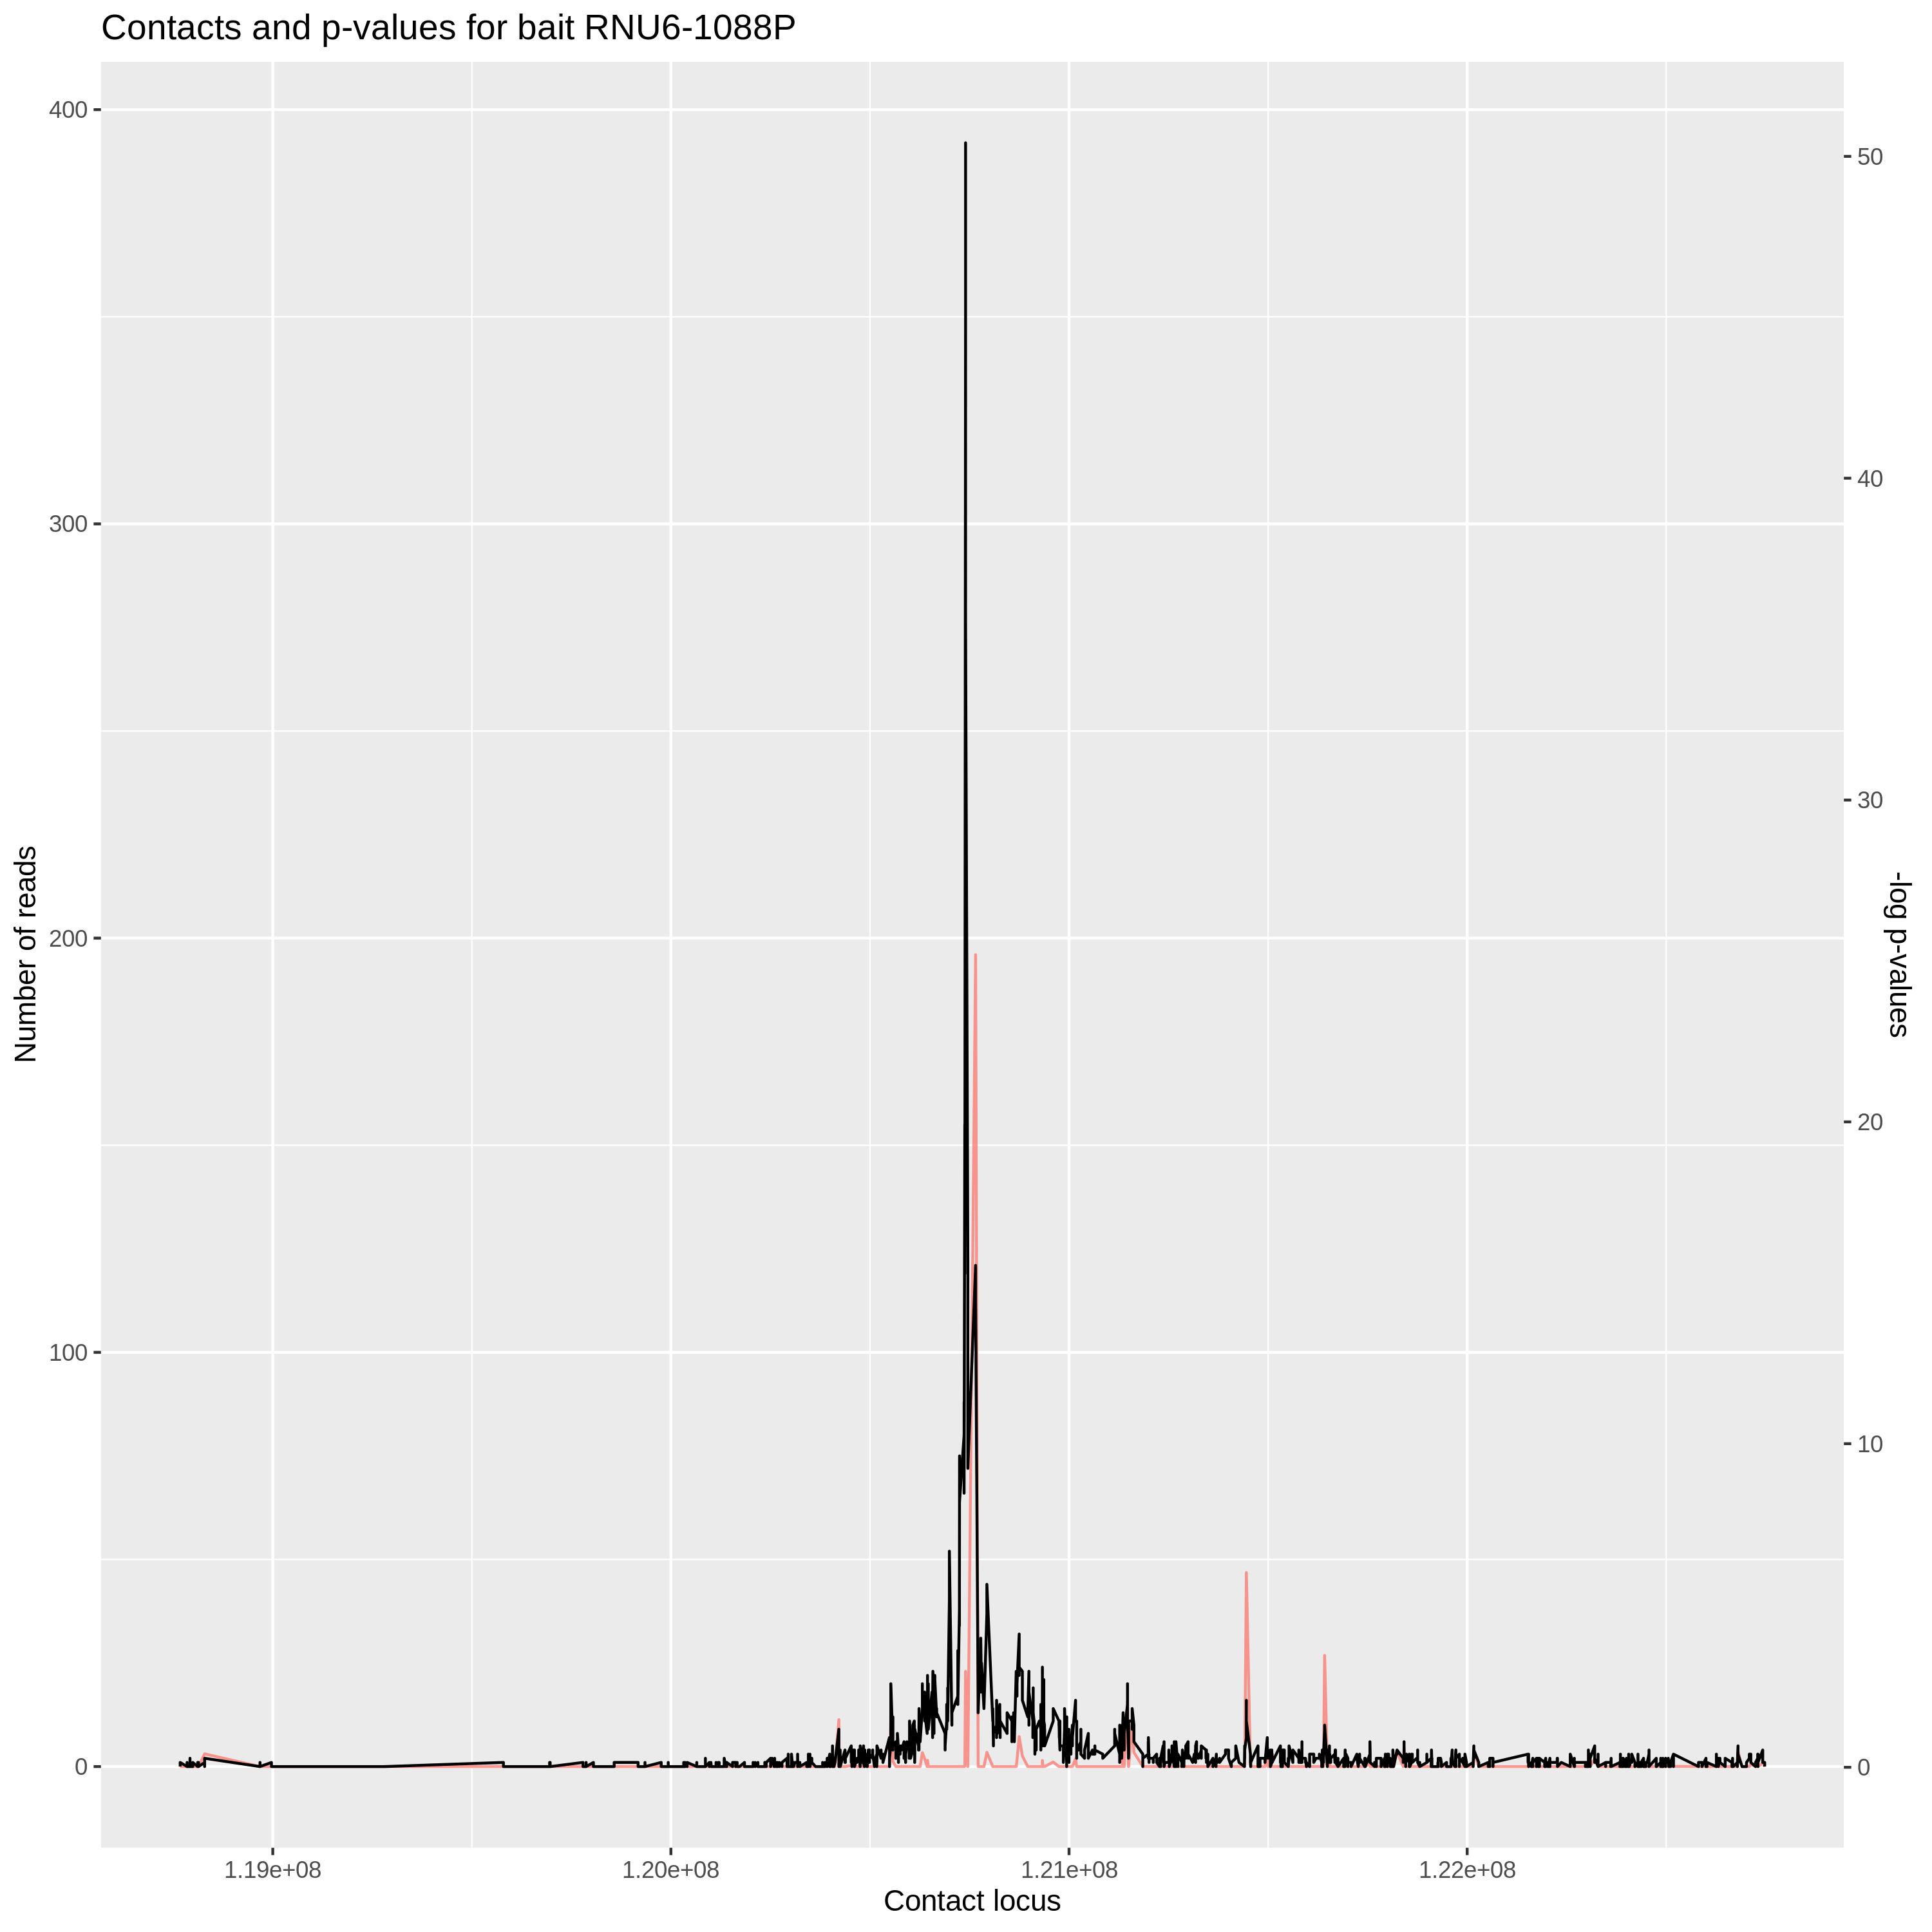 Contacts and p-values for bait RNU6-1088P
400
300
200
100
0
50
40
30
20
10
0
Number of reads
-log p-values
1.19e+08
1.20e+08
1.21e+08
1.22e+08
Contact locus